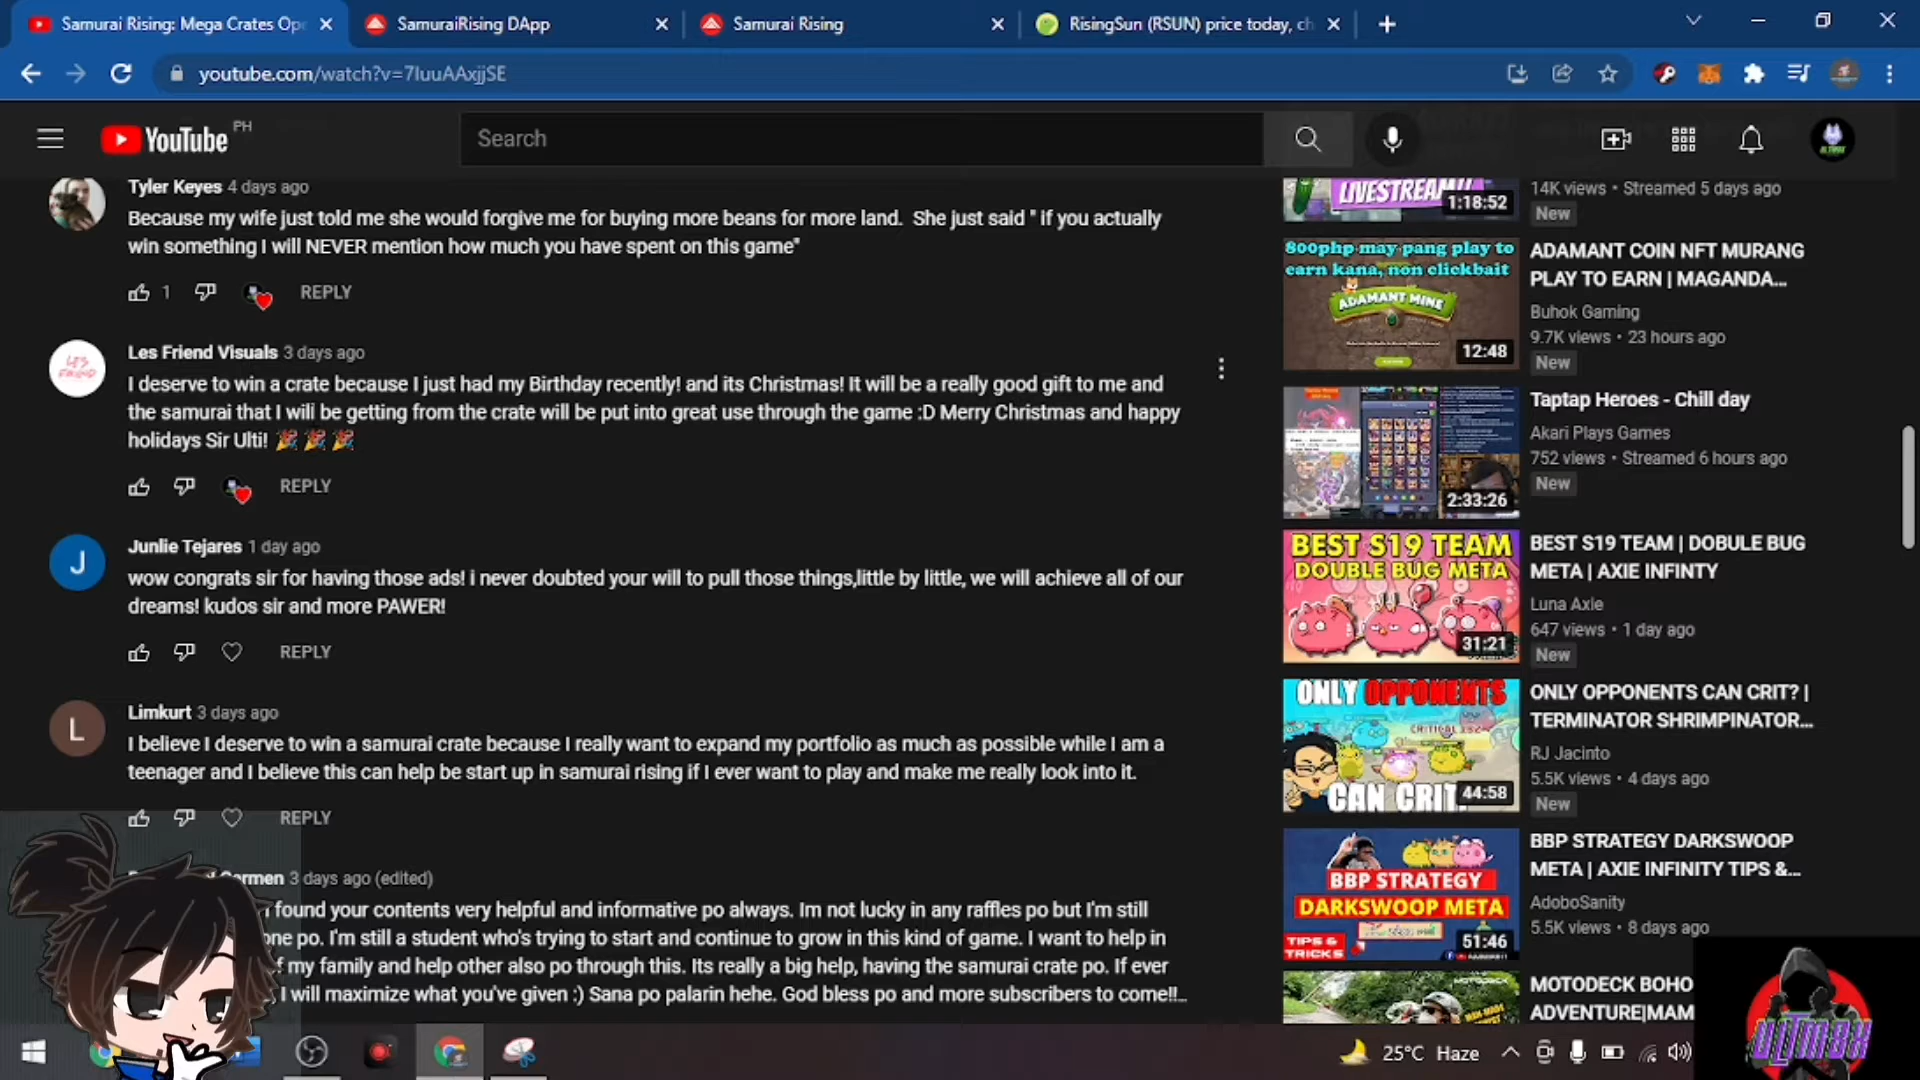 Samurai Rising: Mega Crates Ope
SamuraiRising DApp
Samurai Rising
RisingSun (RSUN) price today, ch
youtube.com/watch?v=7IuuAAxjjSE
YouTube PH
Search
Tyler Keyes 4 days ago
Because my wife just told me she would forgive me for buying more beans for more land. She just said " if you actually
win something I will NEVER mention how much you have spent on this game"
1
REPLY
Les Friend Visuals 3 days ago
I deserve to win a crate because I just had my Birthday recently! and its Christmas! It will be a really good gift to me and
the samurai that I will be getting from the crate will be put into great use through the game :D Merry Christmas and happy
holidays Sir Ulti! 🎉 🎉 🎉
REPLY
J
Junlie Tejares 1 day ago
wow congrats sir for having those ads! i never doubted your will to pull those things,little by little, we will achieve all of our
dreams! kudos sir and more PAWER!
REPLY
L
Limkurt 3 days ago
I believe I deserve to win a samurai crate because I really want to expand my portfolio as much as possible while I am a
teenager and I believe this can help be start up in samurai rising if I ever want to play and make me really look into it.
REPLY
3 days ago (edited)
found your contents very helpful and informative po always. Im not lucky in any raffles po but I'm still
po. I'm still a student who's trying to start and continue to grow in this kind of game. I want to help in
my family and help other also po through this. Its really a big help, having the samurai crate po. If ever
I will maximize what you've given :) Sana po palarin hehe. God bless po and more subscribers to come!!...
LIVESTREAM!!
1:18:52
14K views • Streamed 5 days ago
New
800php may pang play to
earn kana, non clickbait
ADAMANT MINE
12:48
ADAMANT COIN NFT MURANG
PLAY TO EARN | MAGANDA...
Buhok Gaming
9.7K views • 23 hours ago
New
2:33:26
Taptap Heroes - Chill day
Akari Plays Games
752 views • Streamed 6 hours ago
New
BEST S19 TEAM
DOUBLE BUG META
31:21
BEST S19 TEAM | DOBULE BUG
META | AXIE INFINTY
Luna Axie
647 views • 1 day ago
New
ONLY OPPONENTS
CAN CRIT
44:58
ONLY OPPONENTS CAN CRIT? |
TERMINATOR SHRIMPINATOR...
RJ Jacinto
5.5K views • 4 days ago
New
BBP STRATEGY
DARKSWOOP META
TIPS &
TRICKS
51:46
BBP STRATEGY DARKSWOOP
META | AXIE INFINITY TIPS &...
AdoboSanity
5.5K views • 8 days ago
MOTODECK
MOTODECK BOHO
ADVENTURE|MAM
25°C Haze
ULTIMAX